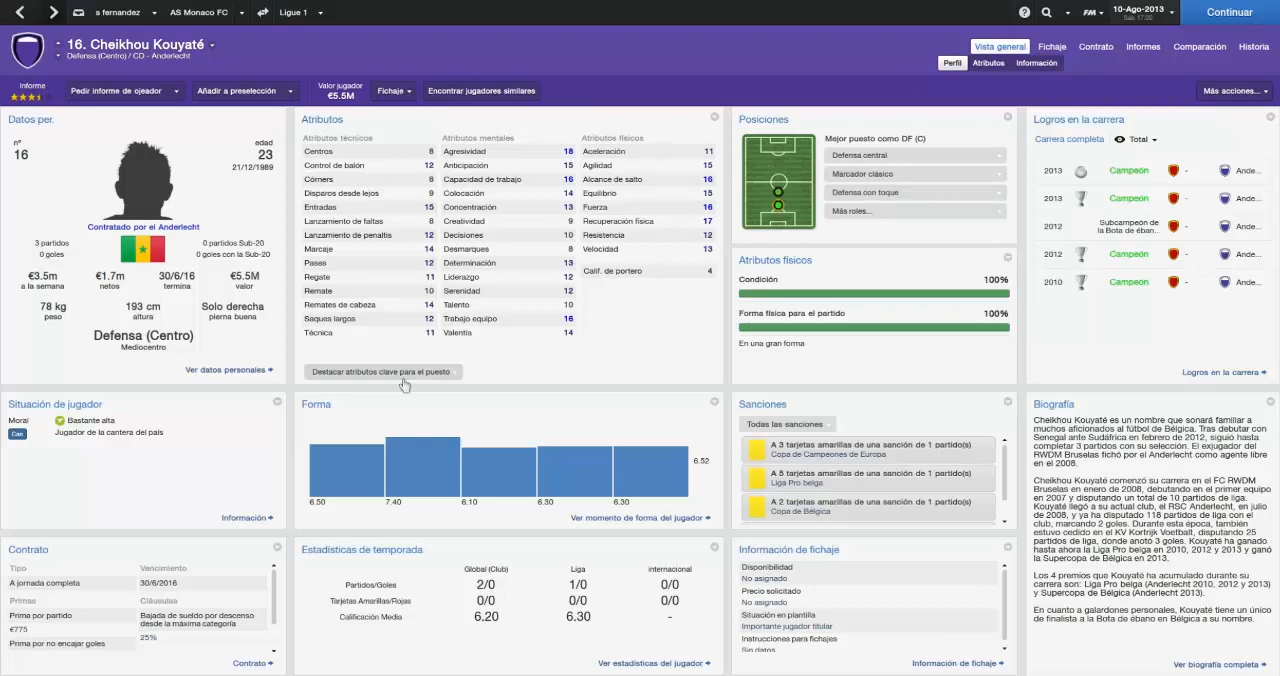 a fernandez
AS Monaco FC
Ligue 1
FM
10-Ago-2013
Sáb 17:00
Continuar
16. Cheikhou Kouyaté
Defensa (Centro) / CD - Anderlecht
Vista general Fichaje Contrato Informes Comparación Historia
Perfil Atributos Información
Informe
Pedir informe de ojeador
Añadir a preselección
Valor jugador
€5.5M
Fichaje
Encontrar jugadores similares
Más acciones...
Datos per.
nº
16
edad
23
21/12/1989
Contratado por el Anderlecht
3 partidos
0 goles
0 partidos Sub-20
0 goles con la Sub-20
€3.5m
a la semana
€1.7m
netos
30/6/16
termina
€5.5M
valor
78 kg
peso
193 cm
altura
Solo derecha
pierna buena
Defensa (Centro)
Mediocentro
Ver datos personales
Atributos
Atributos técnicos
Centros 8
Control de balón 12
Córners 8
Disparos desde lejos 9
Entradas 15
Lanzamiento de faltas 8
Lanzamiento de penaltis 12
Marcaje 14
Pases 12
Regate 11
Remate 10
Remates de cabeza 14
Saques largos 12
Técnica 11
Atributos mentales
Agresividad 18
Anticipación 15
Capacidad de trabajo 16
Colocación 14
Concentración 13
Creatividad 9
Decisiones 10
Desmarques 8
Determinación 13
Liderazgo 12
Serenidad 12
Talento 10
Trabajo equipo 16
Valentía 14
Atributos físicos
Aceleración 11
Agilidad 15
Alcance de salto 16
Equilibrio 15
Fuerza 16
Recuperación física 17
Resistencia 12
Velocidad 13
Calif. de portero 4
Destacar atributos clave para el puesto
Posiciones
Mejor puesto como DF (C)
Defensa central
Marcador clásico
Defensa con toque
Más roles...
Atributos físicos
Condición 100%
Forma física para el partido 100%
En una gran forma
Logros en la carrera
Carrera completa Total
2013 Campeón - Ande...
2013 Campeón - Ande...
2012 Subcampeón de
la Bota de éban... - Ande...
2012 Campeón - Ande...
2010 Campeón - Ande...
Logros en la carrera
Situación de jugador
Moral Bastante alta
Can Jugador de la cantera del país
Información
Forma
6.50 7.40 6.10 6.30 6.30
6.52
Ver momento de forma del jugador
Sanciones
Todas las sanciones
A 3 tarjetas amarillas de una sanción de 1 partido(s)
Copa de Campeones de Europa
A 5 tarjetas amarillas de una sanción de 1 partido(s)
Liga Pro belga
A 2 tarjetas amarillas de una sanción de 1 partido(s)
Copa de Bélgica
Biografía
Cheikhou Kouyaté es un nombre que sonará familiar a
muchos aficionados al fútbol de Bélgica. Tras debutar con
Senegal ante Sudáfrica en febrero de 2012, siguió hasta
completar 3 partidos con su selección. El exjugador del
RWDM Bruselas fichó por el Anderlecht como agente libre
en el 2008.
Kouyaté comenzó su carrera en el FC RWDM
Bruselas en enero de 2008, debutando en el primer equipo
en 2007 y disputando un total de 10 partidos de liga.
Kouyaté llegó a su actual club, el RSC Anderlecht, en julio
de 2008, y ya ha disputado 118 partidos de liga con el
club, marcando 2 goles. Durante esta época, también
estuvo cedido en el KV Kortrijk Voetbalt, disputando 25
partidos de liga, donde anotó 3 goles. Kouyaté ha ganado
hasta ahora la Liga Pro belga en 2010, 2012 y 2013 y ganó
la Supercopa de Bélgica en 2013.
Los 4 premios que Kouyaté ha acumulado durante su
carrera son: Liga Pro belga (Anderlecht 2010, 2012 y 2013)
y Supercopa de Bélgica (Anderlecht 2013).
En cuanto a galardones personales, Kouyaté tiene un único
de finalista a la Bota de ébano en Bélgica a su nombre.
Ver biografía completa
Contrato
Tipo
A jornada completa
Vencimiento
30/6/2016
Primas
Prima por partido
€775
Prima por no encajar goles
Cláusulas
Bajada de sueldo por descenso
desde la máxima categoría
25%
Contrato
Estadísticas de temporada
Global (Club) Liga internacional
Partidos/Goles 2/0 1/0 0/0
Tarjetas Amarillas/Rojas 0/0 0/0 0/0
Calificación Media 6.20 6.30 -
Ver estadísticas del jugador
Información de fichaje
Disponibilidad
No asignado
Precio solicitado
No asignado
Situación en plantilla
Importante jugador titular
Instrucciones para fichajes
Sin datos
Información de fichaje